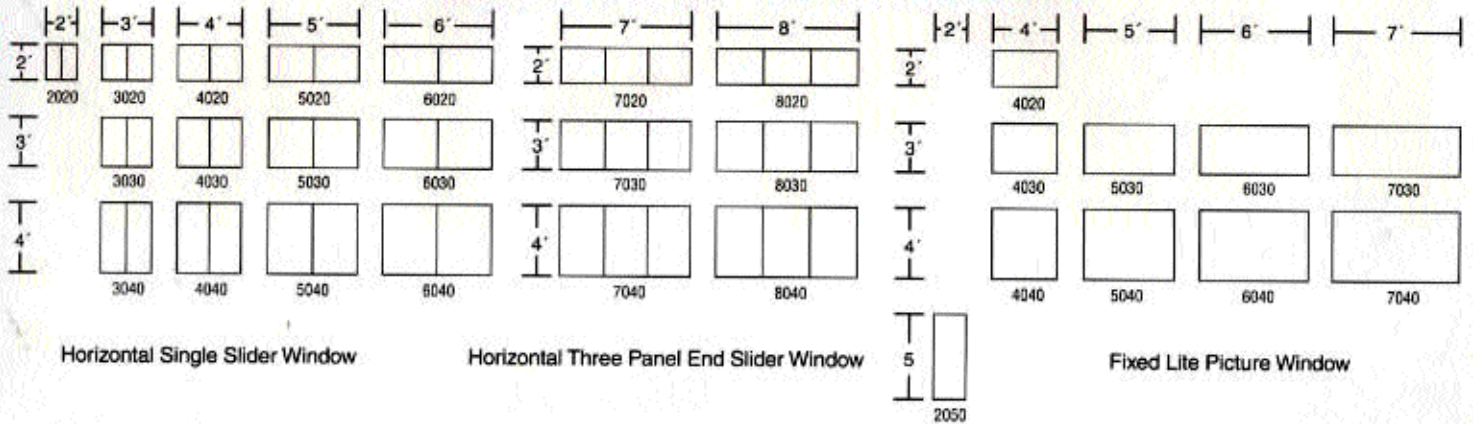 2´ 3´ 4´ 5´ 6´ 7´ 8´ 2´ 4´ 5´ 6´ 7´
2´ 2´ 2´
2020 3020 4020 5020 6020 7020 8020 4020
3´ 3´ 3´
3030 4030 5030 6030 7030 8030 4030 5030 6030 7030
4´ 4´ 4´
3040 4040 5040 6040 7040 8040 4040 5040 6040 7040
Horizontal Single Slider Window
Horizontal Three Panel End Slider Window
5
Fixed Lite Picture Window
2050